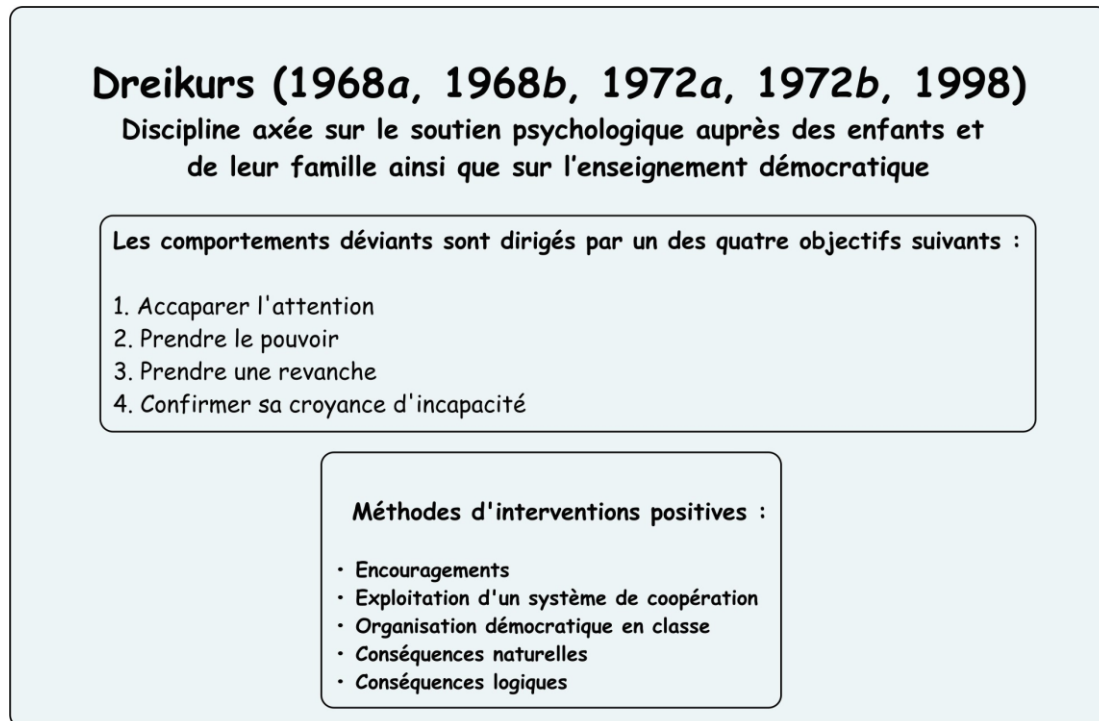 Dreikurs (1968a, 1968b, 1972a, 1972b, 1998)
Discipline axée sur le soutien psychologique auprès des enfants et
de leur famille ainsi que sur l’enseignement démocratique
Les comportements déviants sont dirigés par un des quatre objectifs suivants :
1. Accaparer l'attention
2. Prendre le pouvoir
3. Prendre une revanche
4. Confirmer sa croyance d'incapacité
Méthodes d'interventions positives :
· Encouragements
· Exploitation d'un système de coopération
· Organisation démocratique en classe
· Conséquences naturelles
· Conséquences logiques